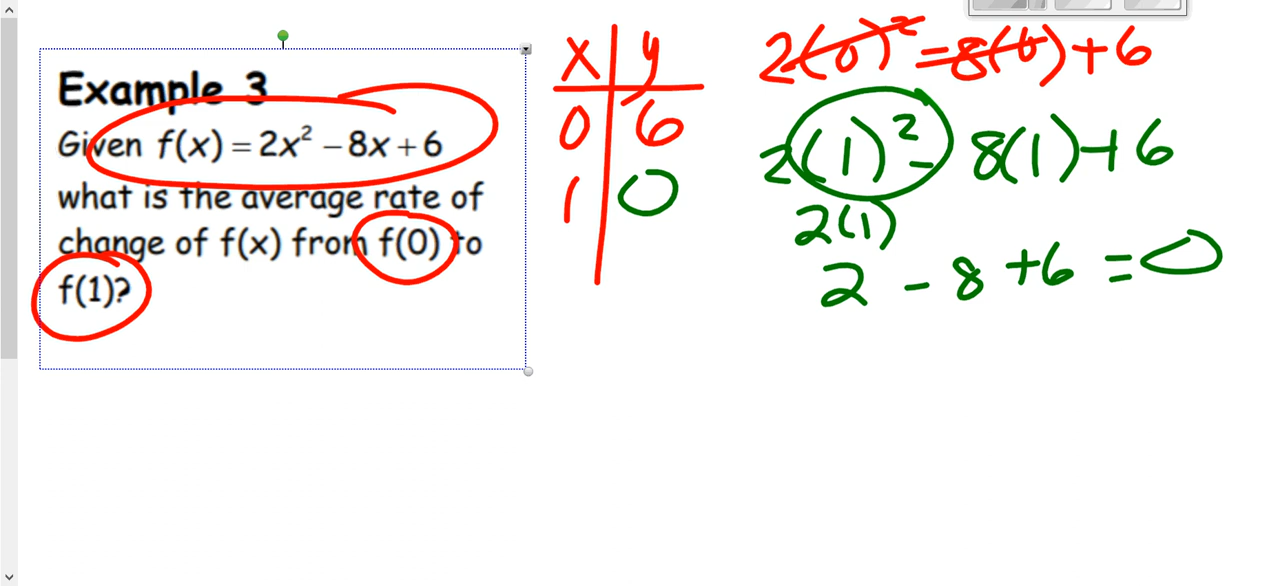 Example 3
Given f(x) = 2x² − 8x + 6
what is the average rate of
change of f(x) from f(0) to
f(1)?
x y
0 6
1 0
2(0)² = 8(0) + 6
2(1)² − 8(1) + 6
2(1)
2 − 8 + 6 = 0